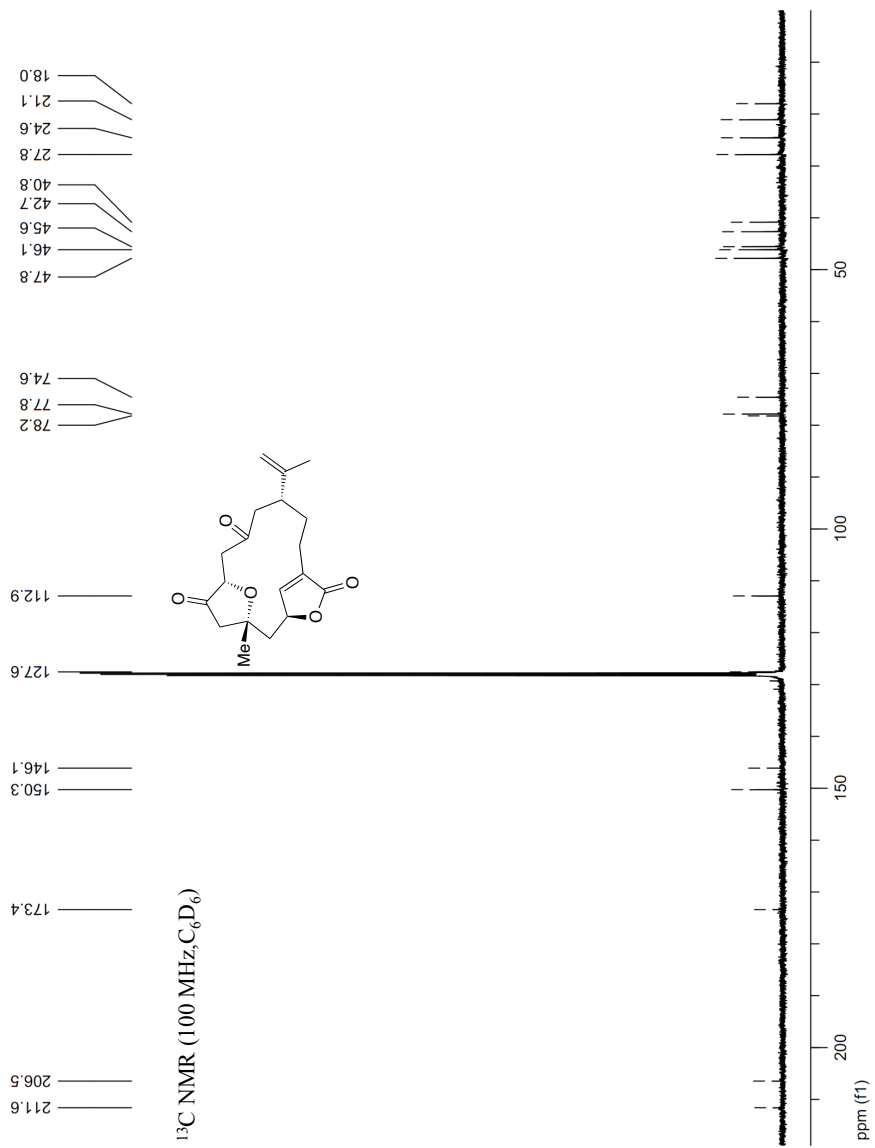 18.0
21.1
24.6
27.8
40.8
42.7
45.6
46.1
47.8
74.6
77.8
78.2
112.9
127.6
146.1
150.3
173.4
206.5
211.6
¹³C NMR (100 MHz,C₆D₆)
O
O
O
Me
O
O
50
100
150
200
ppm (f1)